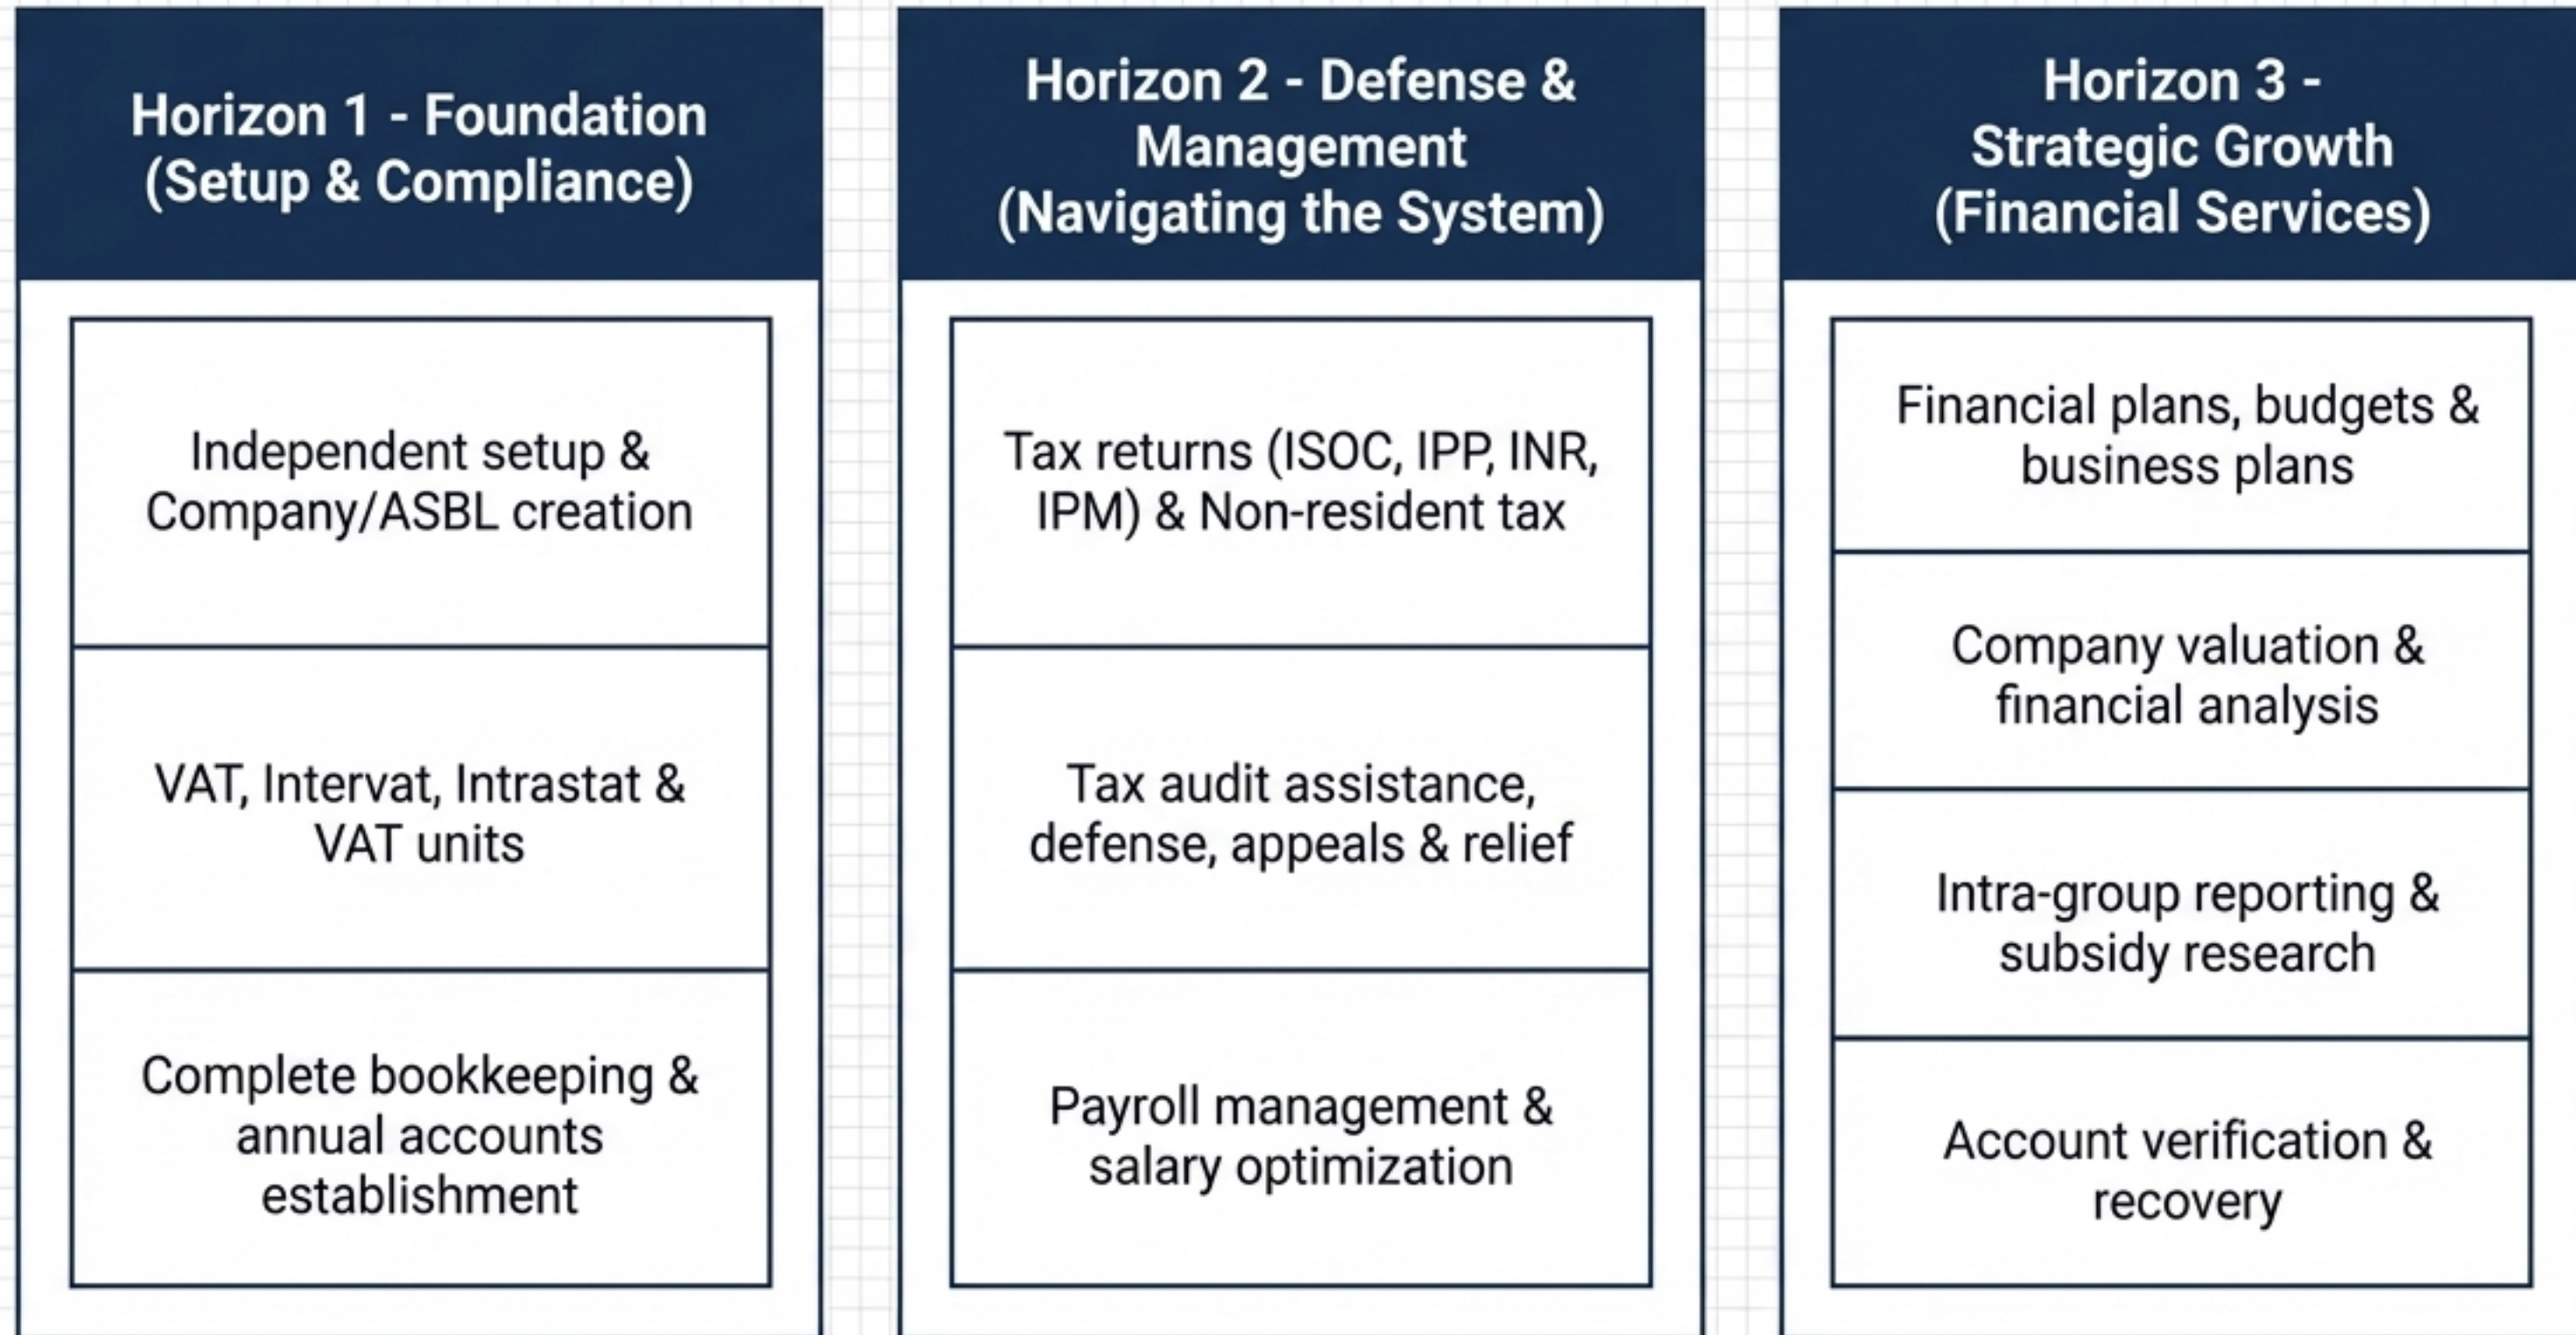 Horizon 1 - Foundation
(Setup & Compliance)
Independent setup &
Company/ASBL creation
VAT, Intervat, Intrastat &
VAT units
Complete bookkeeping &
annual accounts
establishment
Horizon 2 - Defense &
Management
(Navigating the System)
Tax returns (ISOC, IPP, INR,
IPM) & Non-resident tax
Tax audit assistance,
defense, appeals & relief
Payroll management &
salary optimization
Horizon 3 -
Strategic Growth
(Financial Services)
Financial plans, budgets &
business plans
Company valuation &
financial analysis
Intra-group reporting &
subsidy research
Account verification &
recovery